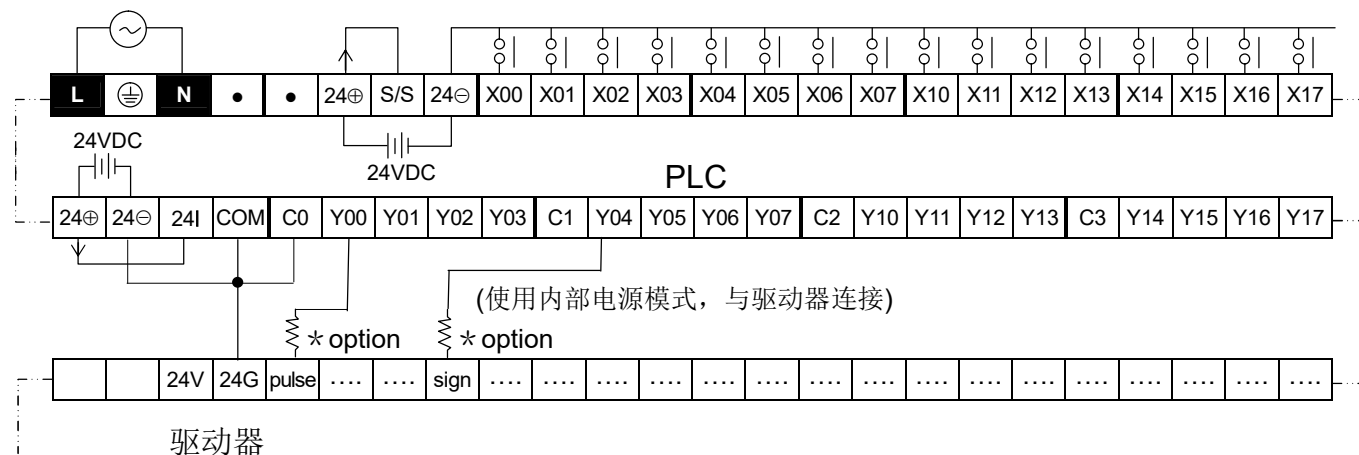 L N ● ● 24⊕ S/S 24⊖ X00 X01 X02 X03 X04 X05 X06 X07 X10 X11 X12 X13 X14 X15 X16 X17
24VDC
24VDC
PLC
24⊕ 24⊖ 24I COM C0 Y00 Y01 Y02 Y03 C1 Y04 Y05 Y06 Y07 C2 Y10 Y11 Y12 Y13 C3 Y14 Y15 Y16 Y17
(使用内部电源模式，与驱动器连接)
*option *option
24V 24G pulse .... .... sign .... .... .... .... .... .... .... .... .... .... .... .... .... .... .... ....
驱动器